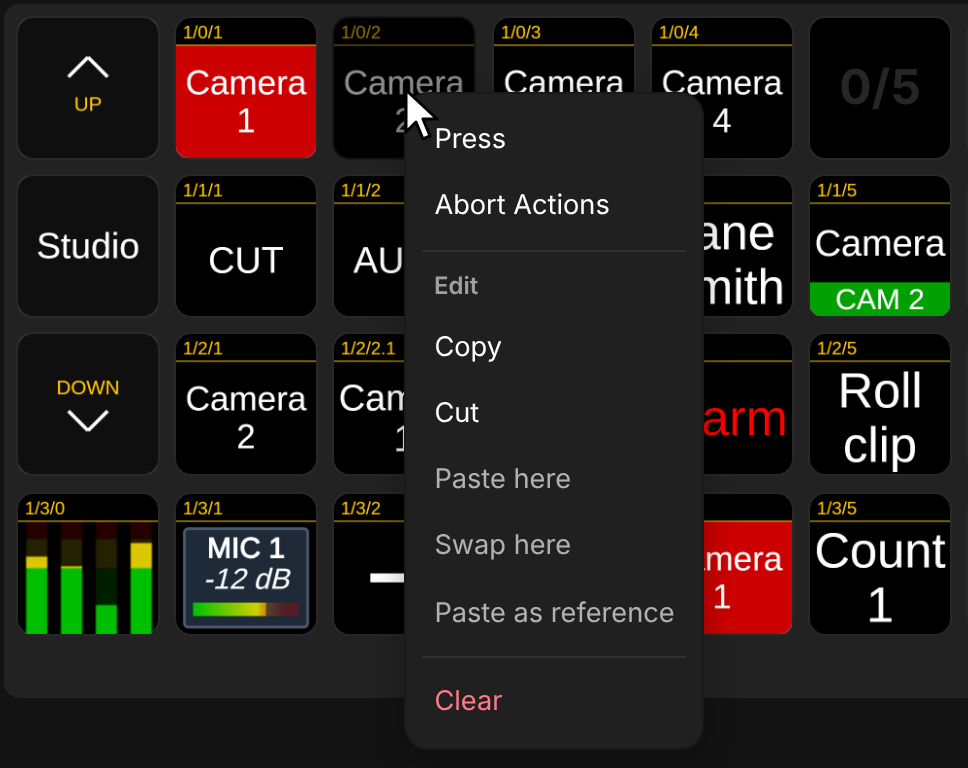 UP
1/0/1
Camera
1
1/0/2
Camera
1/0/3
Camera
1/0/4
Camera
4
0/5
Studio
1/1/1
CUT
1/1/2
1/1/5
Camera
CAM 2
DOWN
1/2/1
Camera
2
1/2/2.1
1/2/5
Roll
clip
1/3/0
1/3/1
MIC 1
-12 dB
1/3/2
1
1/3/5
Count
1
Press
Abort Actions
Edit
Copy
Cut
Paste here
Swap here
Paste as reference
Clear